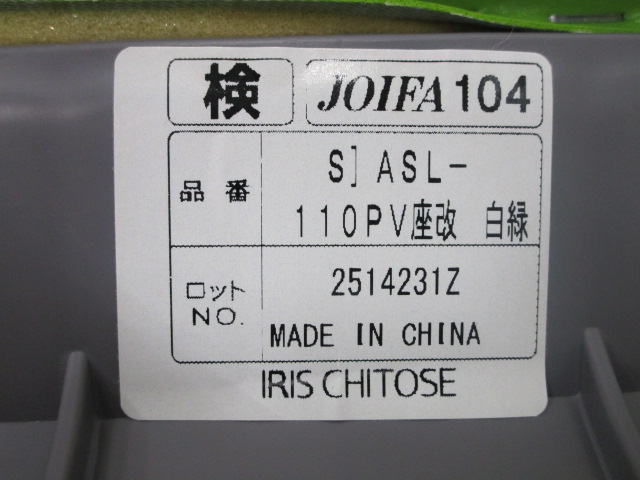 検 JOIFA 104
品番 S] ASL-
110PV座改 白緑
ロット 2514231Z
NO. MADE IN CHINA
IRIS CHITOSE